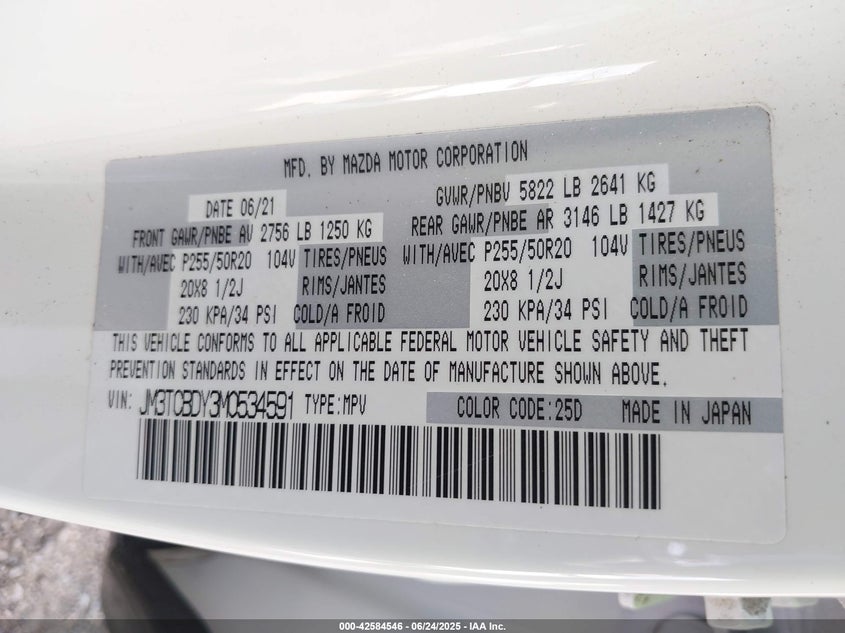 MFD. BY MAZDA MOTOR CORPORATION
DATE 06/21 GVWR/PNBV 5822 LB 2641 KG
FRONT GAWR/PNBE AV 2756 LB 1250 KG REAR GAWR/PNBE AR 3146 LB 1427 KG
WITH/AVEC P255/50R20 104V TIRES/PNEUS WITH/AVEC P255/50R20 104V TIRES/PNEUS
20X8 1/2J RIMS/JANTES 20X8 1/2J RIMS/JANTES
230 KPA/34 PSI COLD/A FROID 230 KPA/34 PSI COLD/A FROID
THIS VEHICLE CONFORMS TO ALL APPLICABLE FEDERAL MOTOR VEHICLE SAFETY AND THEFT
PREVENTION STANDARDS IN EFFECT ON THE DATE OF MANUFACTURE SHOWN ABOVE.
VIN: JM3TCBDY3M0534591 TYPE:MPV COLOR CODE:25D MADE IN JAPAN
000-42584546 - 06/24/2025 - IAA Inc.